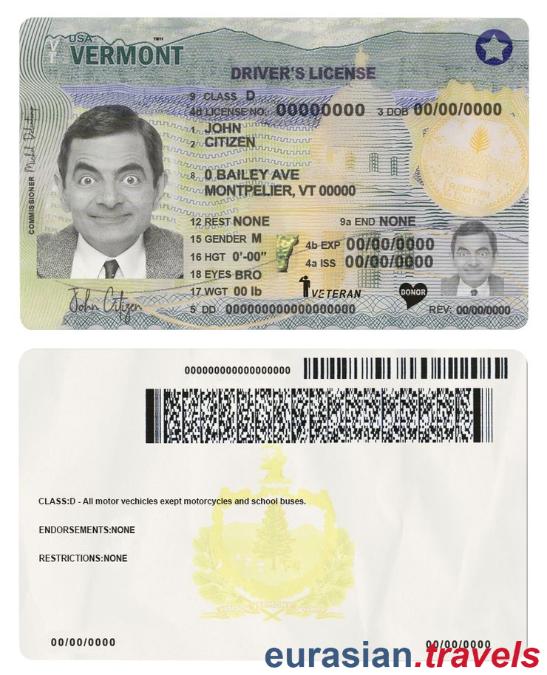 USA
VERMONT
VT
DRIVER'S LICENSE
9 CLASS D
4d LICENSE NO. 00000000 3 DOB 00/00/0000
1 JOHN
2 CITIZEN
8 0 BAILEY AVE
MONTPELIER, VT 00000
12 REST NONE 9a END NONE
15 GENDER M 4b EXP 00/00/0000
16 HGT 0'-00" 4a ISS 00/00/0000
18 EYES BRO
17 WGT 00 lb VETERAN DONOR
5 DD 0000000000000000000 REV: 00/00/0000
COMMISSIONER
John Citizen
000000000000000000
CLASS:D - All motor vechicles exept motorcycles and school buses.
ENDORSEMENTS:NONE
RESTRICTIONS:NONE
00/00/0000 00/00/0000
eurasian.travels